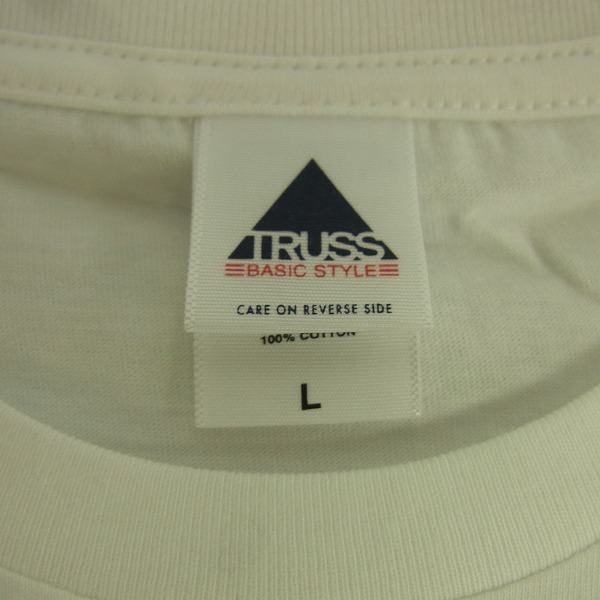 TRUSS
BASIC STYLE
CARE ON REVERSE SIDE
100% COTTON
L